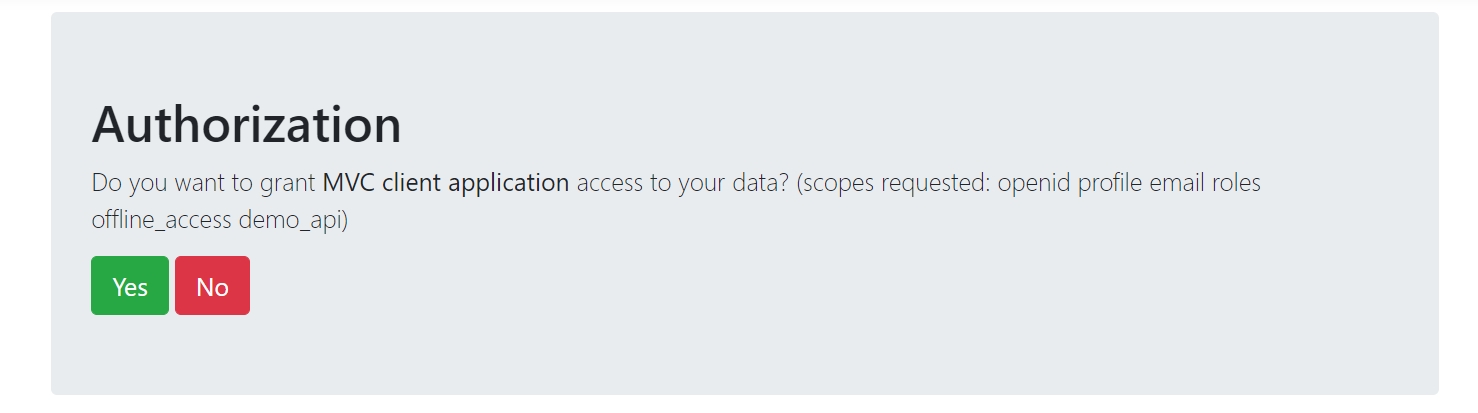 Authorization
Do you want to grant MVC client application access to your data? (scopes requested: openid profile email roles
offline_access demo_api)
Yes No